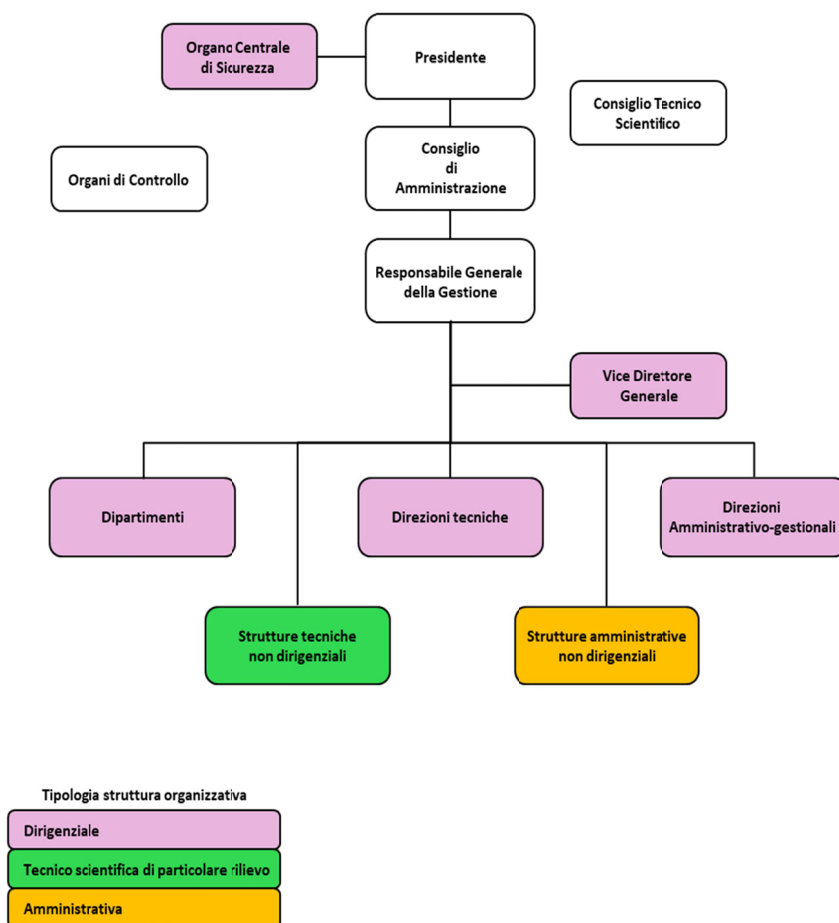 Organo Centrale
di Sicurezza
Presidente
Consiglio Tecnico
Scientifico
Consiglio
di
Amministrazione
Organi di Controllo
Responsabile Generale
della Gestione
Vice Direttore
Generale
Dipartimenti
Direzioni tecniche
Direzioni
Amministrativo-gestionali
Strutture tecniche
non dirigenziali
Strutture amministrative
non dirigenziali
Tipologia struttura organizzativa
Dirigenziale
Tecnico scientifica di particolare rilievo
Amministrativa